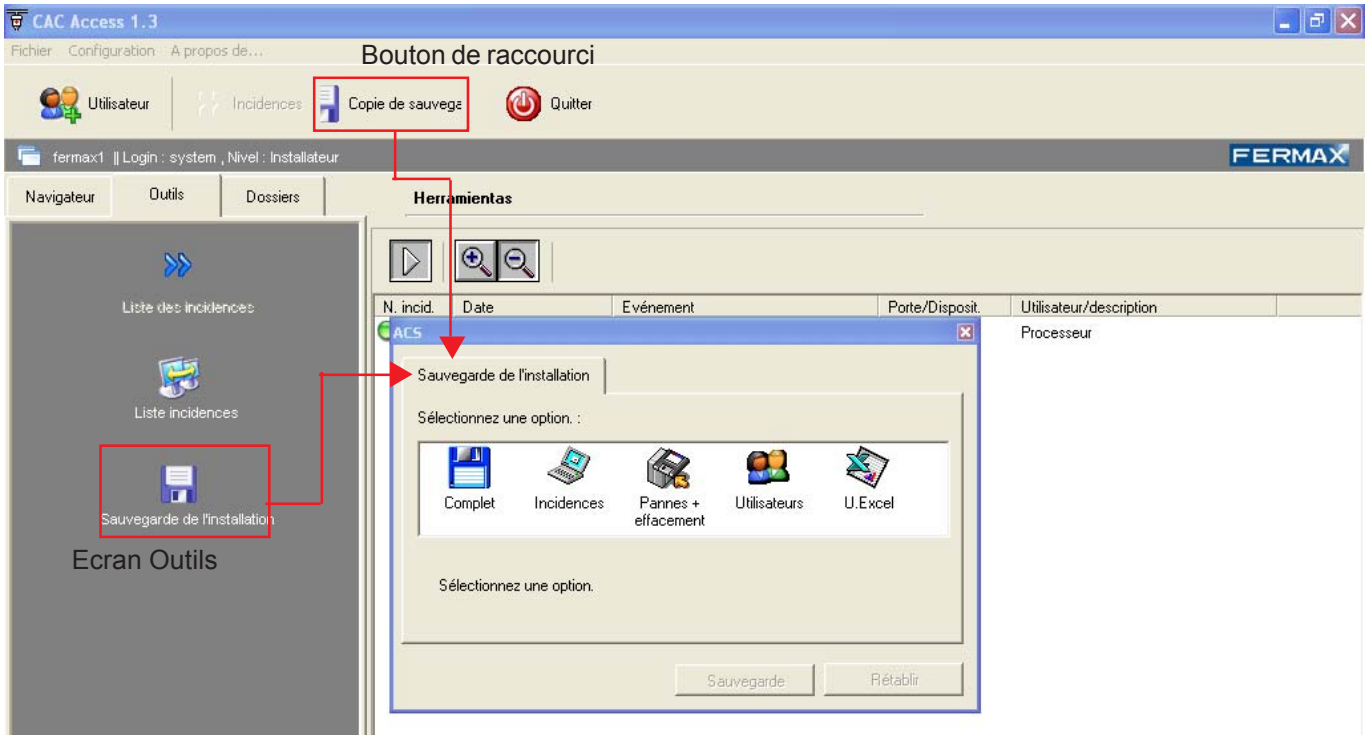 CAC Access 1.3
Fichier Configuration A propos de...
Bouton de raccourci
Utilisateur
Incidences
Copie de sauvega
Quitter
fermax1 || Login : system , Nivel : Installateur
FERMAX
Navigateur
Outils
Dossiers
Herramientas
Liste des incidences
Liste incidences
Sauvegarde de l'installation
Ecran Outils
N. incid.
Date
Evénement
Porte/Disposit.
Utilisateur/description
Processeur
ACS
Sauvegarde de l'installation
Sélectionnez une option. :
Complet
Incidences
Pannes +
effacement
Utilisateurs
U.Excel
Sélectionnez une option.
Sauvegarde
Rétablir